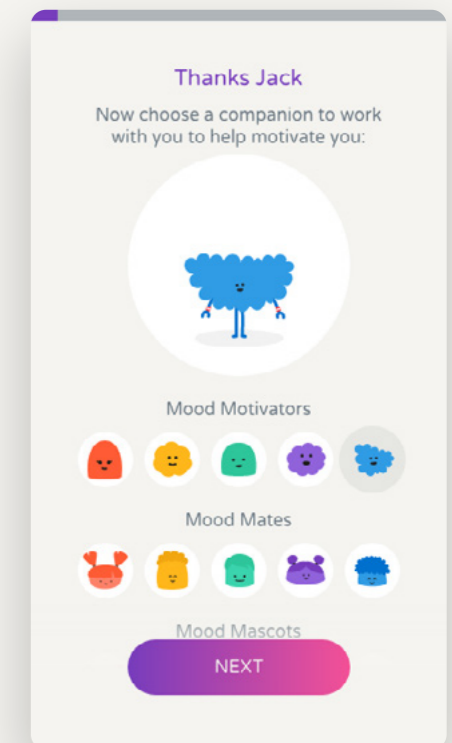 Thanks Jack
Now choose a companion to work
with you to help motivate you:
Mood Motivators
Mood Mates
Mood Mascots
NEXT